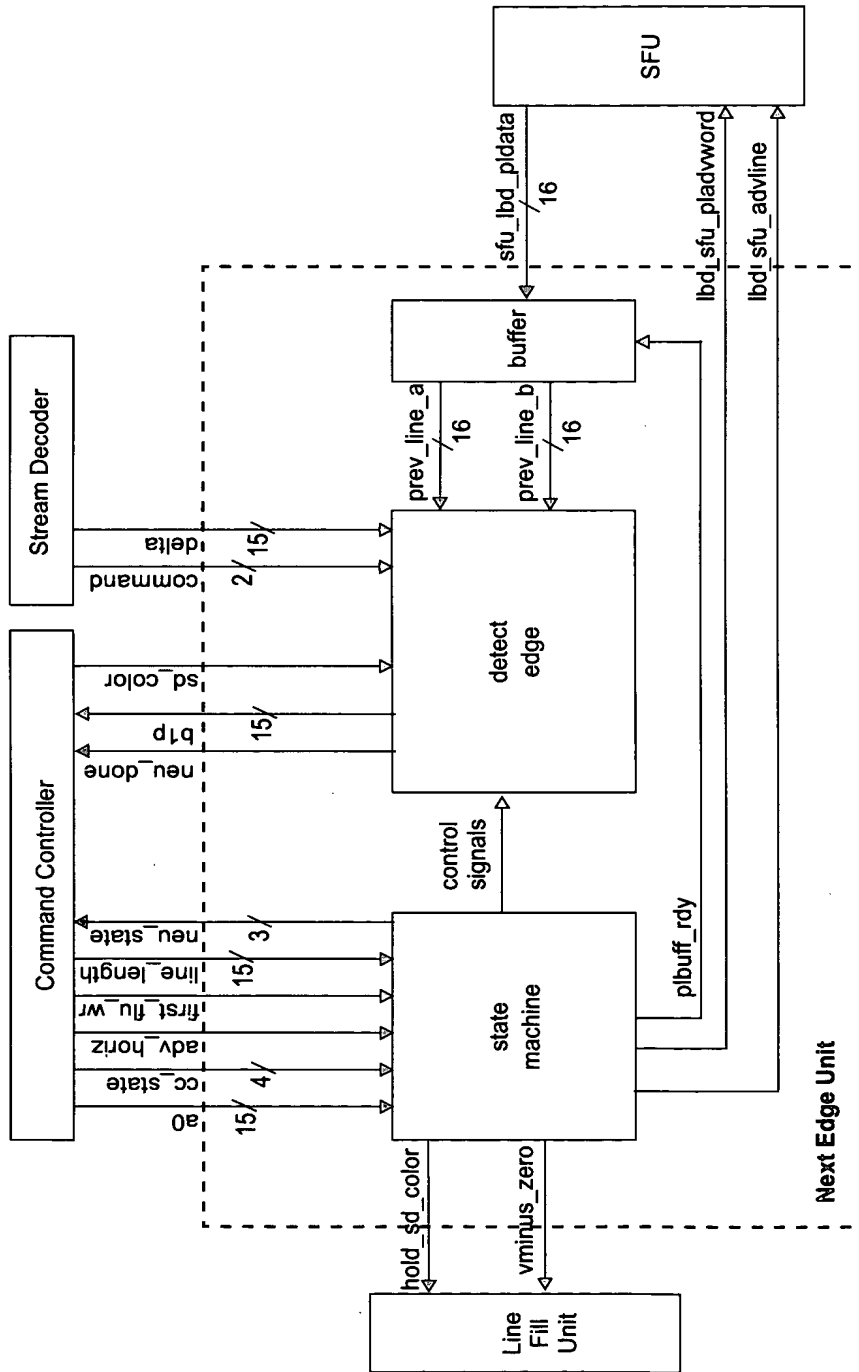 Command Controller
Stream Decoder
a0
15
cc_state
4
adv_horiz
first_flu_wr
line_length
15
neu_state
3
neu_done
b1p
15
sd_color
command
2
delta
15
Line
Fill
Unit
hold_sd_color
vminus_zero
state
machine
control
signals
detect
edge
prev_line_a
16
prev_line_b
16
buffer
sfu_lbd_pldata
16
SFU
plbuff_rdy
lbd_sfu_pladvword
lbd_sfu_advline
Next Edge Unit